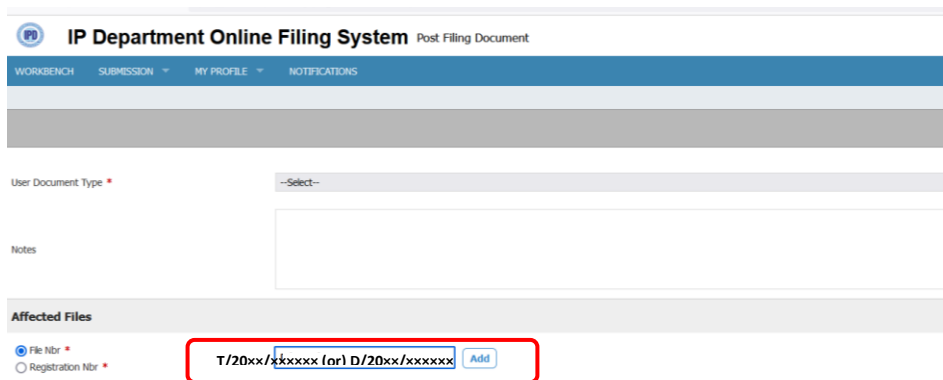 IPD IP Department Online Filing System Post Filing Document
WORKBENCH SUBMISSION MY PROFILE NOTIFICATIONS
User Document Type * --Select--
Notes
Affected Files
File Nbr *
T/20xx/xxxxxx (or) D/20xx/xxxxxx Add
Registration Nbr *